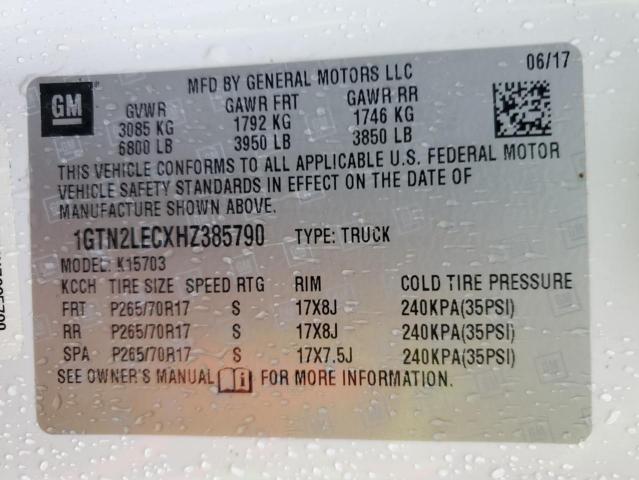 06/17
MFD BY GENERAL MOTORS LLC
GM
GVWR GAWR FRT GAWR RR
3085 KG 1792 KG 1746 KG
6800 LB 3950 LB 3850 LB
THIS VEHICLE CONFORMS TO ALL APPLICABLE U.S. FEDERAL MOTOR
VEHICLE SAFETY STANDARDS IN EFFECT ON THE DATE OF
MANUFACTURE SHOWN ABOVE.
1GTN2LECXHZ385790 TYPE: TRUCK
MODEL: K15703
KCCH TIRE SIZE SPEED RTG RIM COLD TIRE PRESSURE
FRT P265/70R17 S 17X8J 240KPA(35PSI)
RR P265/70R17 S 17X8J 240KPA(35PSI)
SPA P265/70R17 S 17X7.5J 240KPA(35PSI)
SEE OWNER'S MANUAL i FOR MORE INFORMATION.